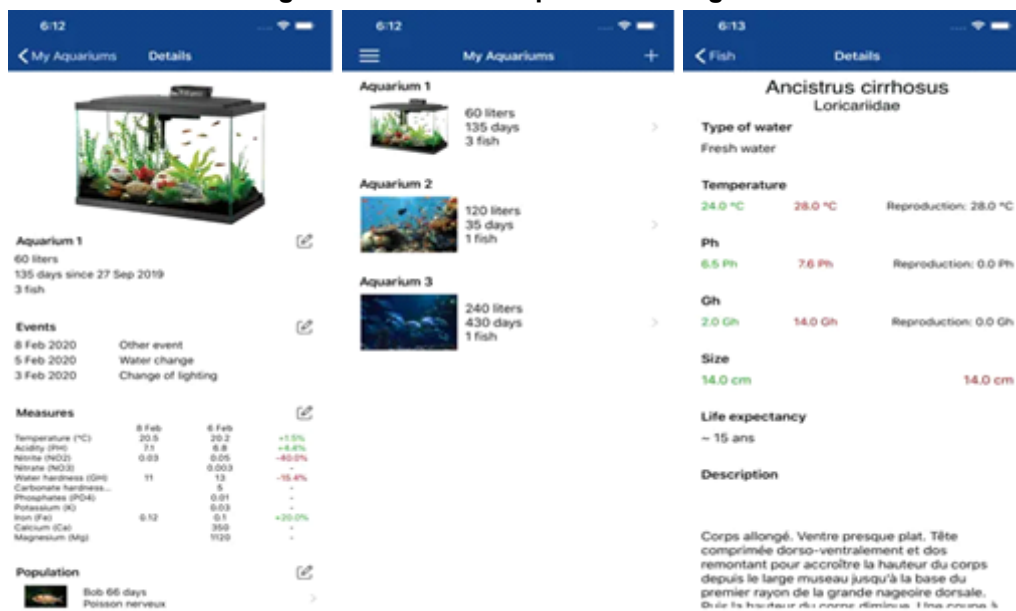 6:12
My Aquariums
Details
Aquarium 1
60 liters
135 days since 27 Sep 2019
3 fish
Events
8 Feb 2020 Other event
5 Feb 2020 Water change
3 Feb 2020 Change of lighting
Measures
8 Feb 6 Feb
Temperature (°C) 20.5 20.2 +1.5%
Acidity (PH) 7.1 6.8 +4.4%
Nitrite (NO2) 0.03 0.05 -40.0%
Nitrate (NO3) 0.003 -
Water hardness (GH) 11 13 -15.4%
Carbonate hardness... 5 -
Phosphates (PO4) 0.01 -
Potassium (K) 0.03 -
Iron (Fe) 0.12 0.1 +20.0%
Calcium (Ca) 350 -
Magnesium (Mg) 1120 -
Population
Bob 66 days
Poisson nerveux
6:12
My Aquariums
Aquarium 1
60 liters
135 days
3 fish
Aquarium 2
120 liters
35 days
1 fish
Aquarium 3
240 liters
430 days
1 fish
6:13
Fish
Details
Ancistrus cirrhosus
Loricariidae
Type of water
Fresh water
Temperature
24.0 °C 28.0 °C Reproduction: 28.0 °C
Ph
6.5 Ph 7.6 Ph Reproduction: 0.0 Ph
Gh
2.0 Gh 14.0 Gh Reproduction: 0.0 Gh
Size
14.0 cm 14.0 cm
Life expectancy
~ 15 ans
Description
Corps allongé. Ventre presque plat. Tête
comprimée dorso-ventralement et dos
remontant pour accroître la hauteur du corps
depuis le large museau jusqu'à la base du
premier rayon de la grande nageoire dorsale.
Puis la hauteur du corps diminue. Une coupe à